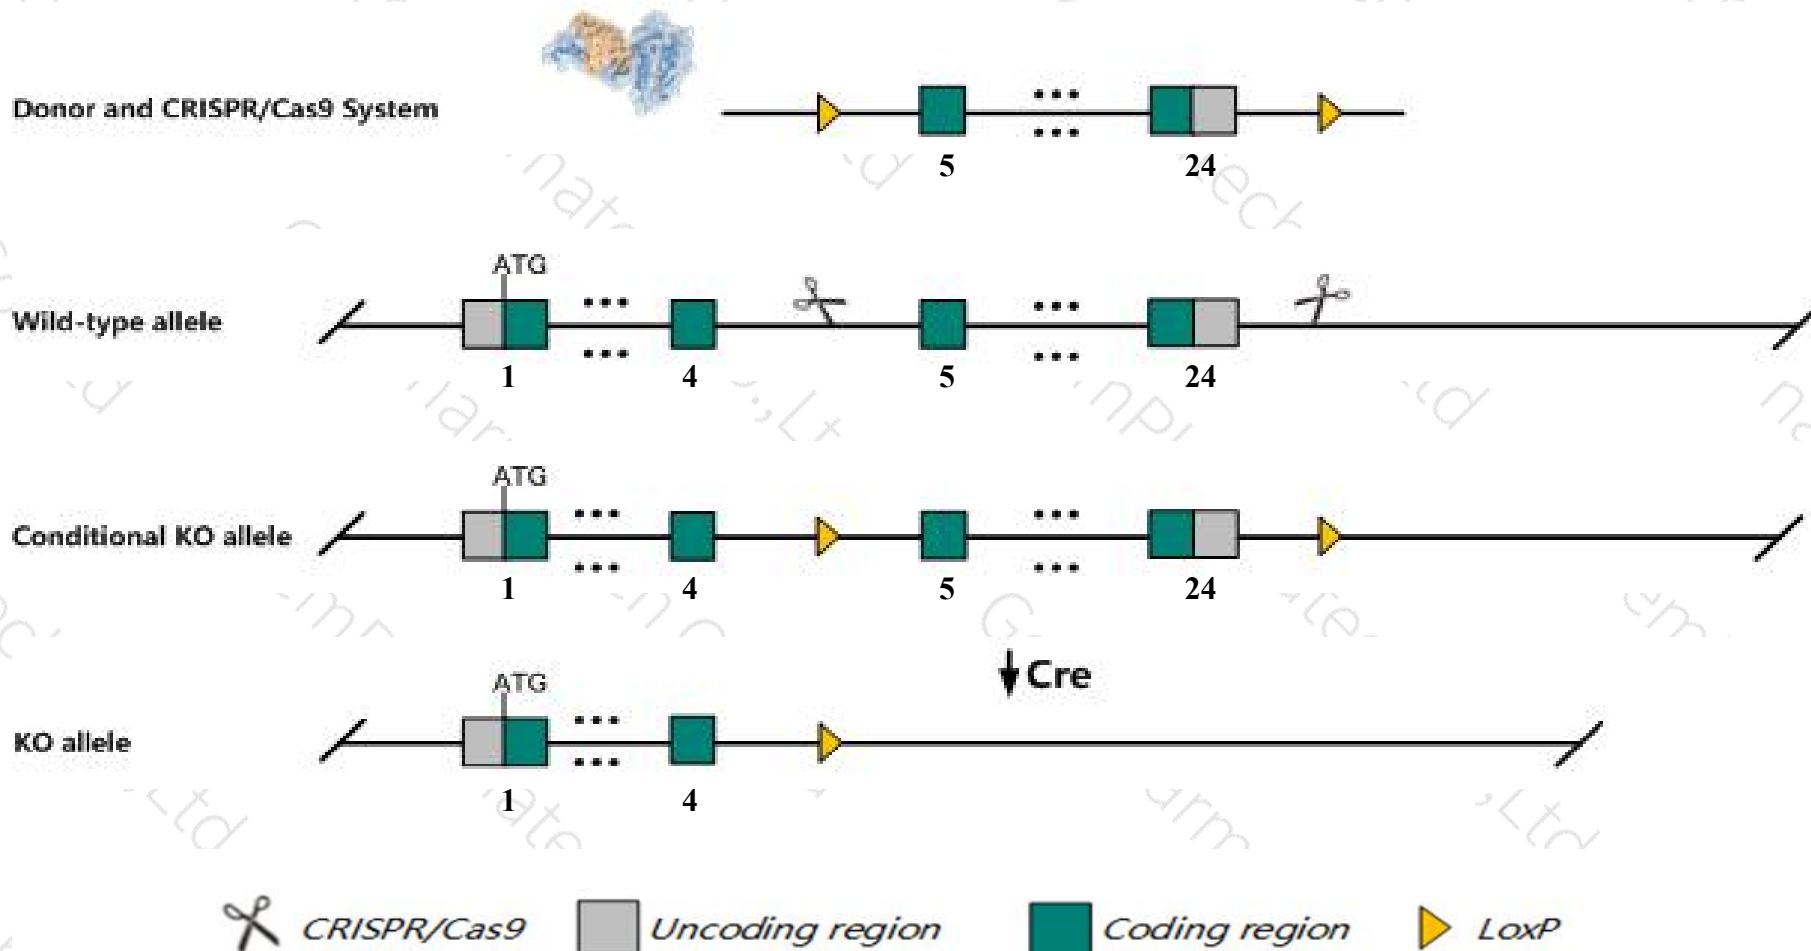 Donor and CRISPR/Cas9 System
5 24
ATG
Wild-type allele
1 4 5 24
ATG
Conditional KO allele
1 4 5 24
Cre
ATG
KO allele
1 4
CRISPR/Cas9 Uncoding region Coding region LoxP